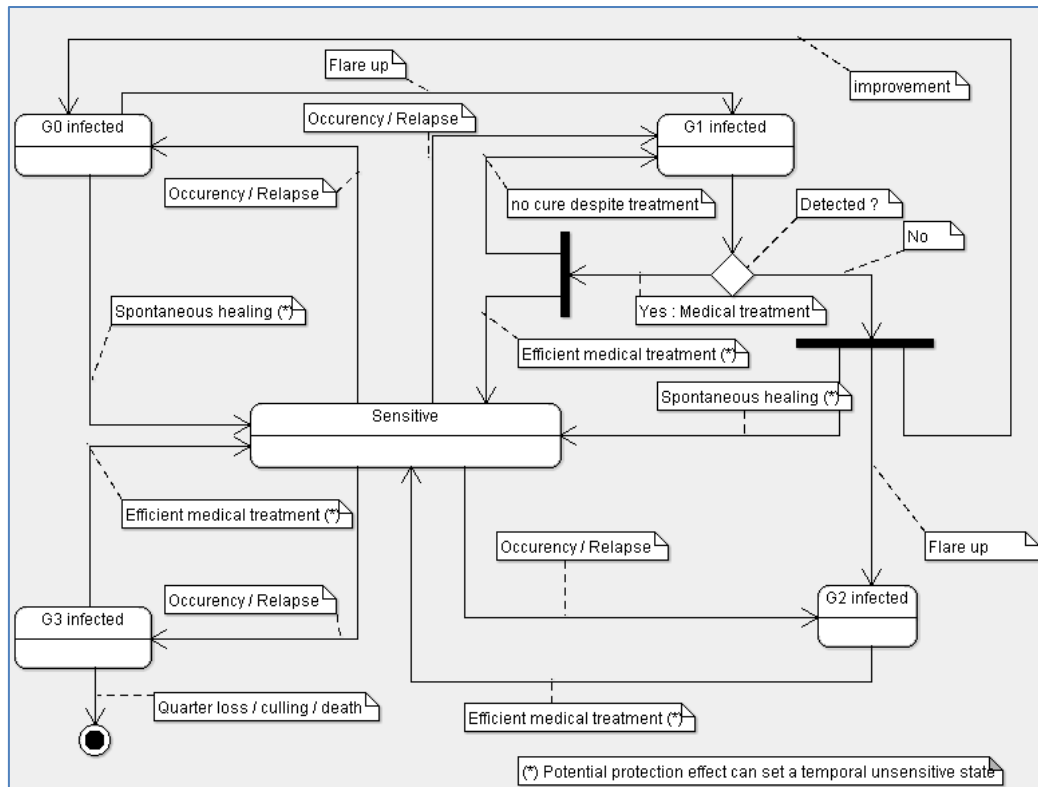 Flare up
improvement
G0 infected
Occurency / Relapse
G1 infected
Occurency / Relapse
no cure despite treatment
Detected ?
No
Spontaneous healing (*)
Yes : Medical treatment
Efficient medical treatment (*)
Spontaneous healing (*)
Sensitive
Efficient medical treatment (*)
Occurency / Relapse
Flare up
Occurency / Relapse
G2 infected
G3 infected
Quarter loss / culling / death
Efficient medical treatment (*)
(*) Potential protection effect can set a temporal unsensitive state